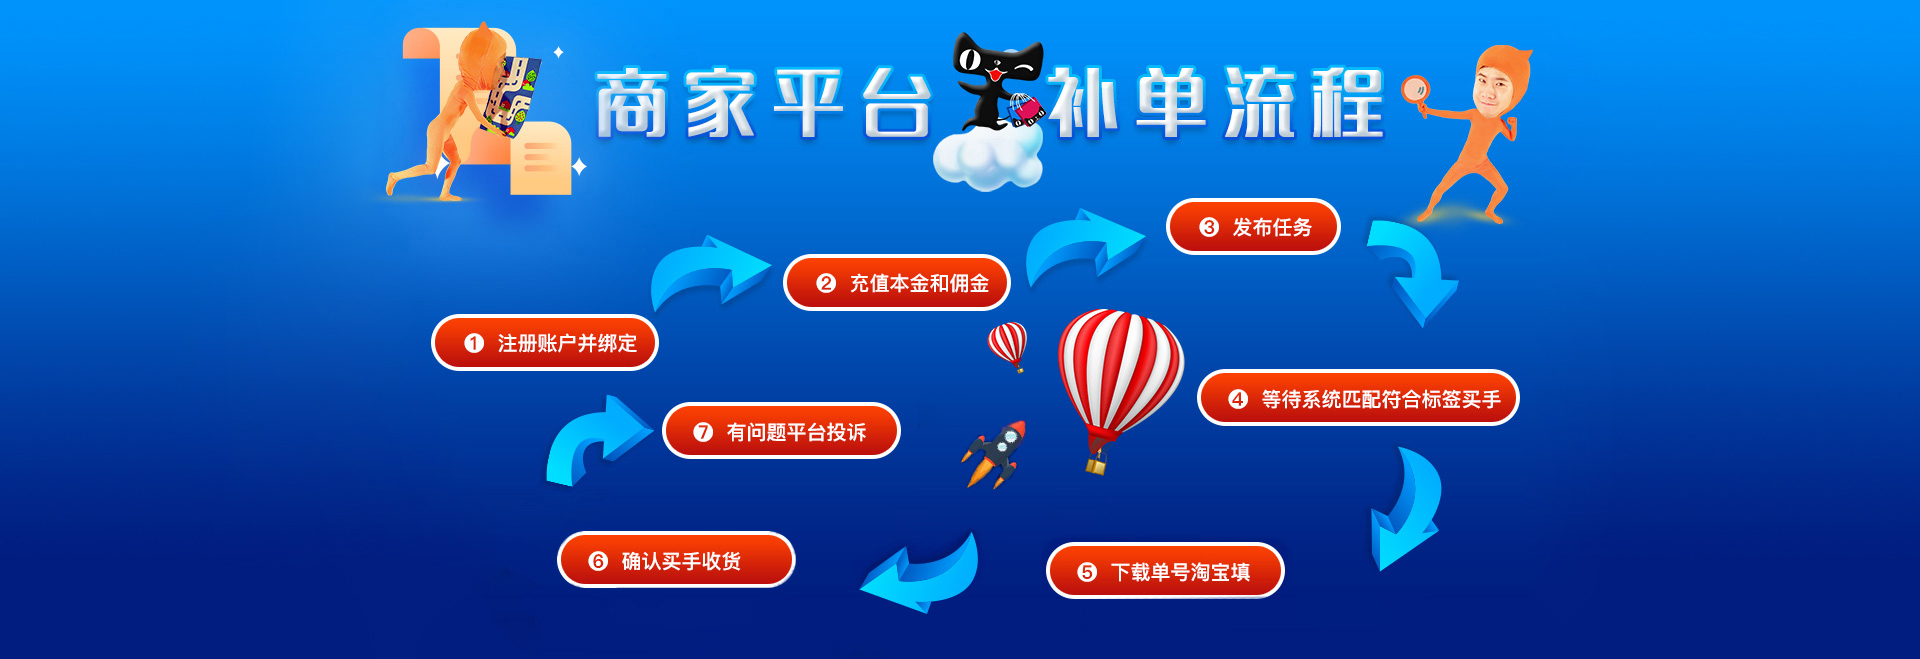 商家平台补单流程
❶ 注册账户并绑定
❷ 充值本金和佣金
❸ 发布任务
❹ 等待系统匹配符合标签买手
❺ 下载单号淘宝填
❻ 确认买手收货
❼ 有问题平台投诉